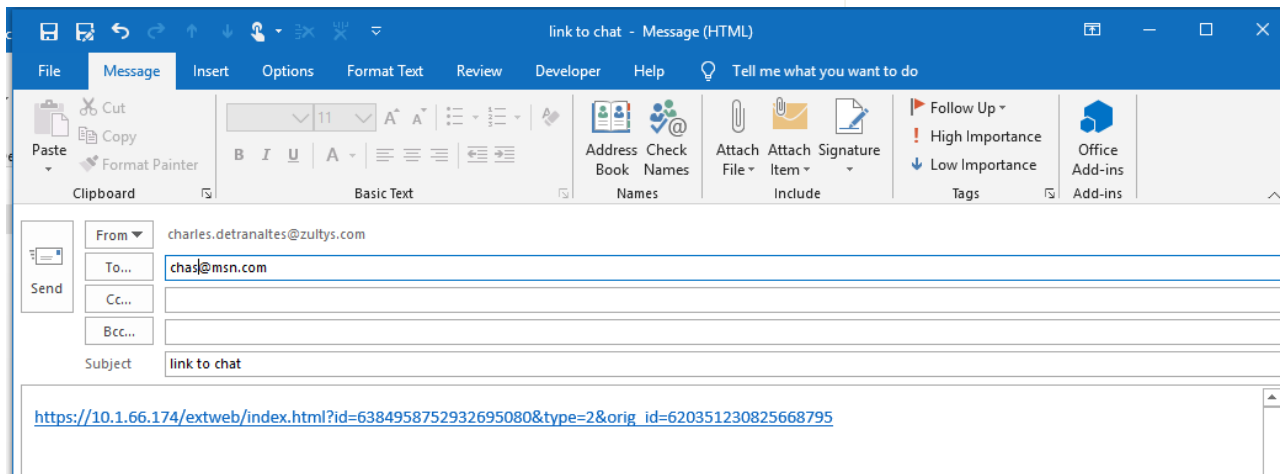 link to chat - Message (HTML)
File Message Insert Options Format Text Review Developer Help Tell me what you want to do
Paste
Cut
Copy
Format Painter
Clipboard
11
B I U A
Basic Text
Address Book
Check Names
Names
Attach File
Attach Item
Signature
Include
Follow Up
High Importance
Low Importance
Tags
Office Add-ins
Add-ins
Send
From charles.detranaltes@zultys.com
To... chas@msn.com
Cc...
Bcc...
Subject link to chat
https://10.1.66.174/extweb/index.html?id=6384958752932695080&type=2&orig_id=620351230825668795